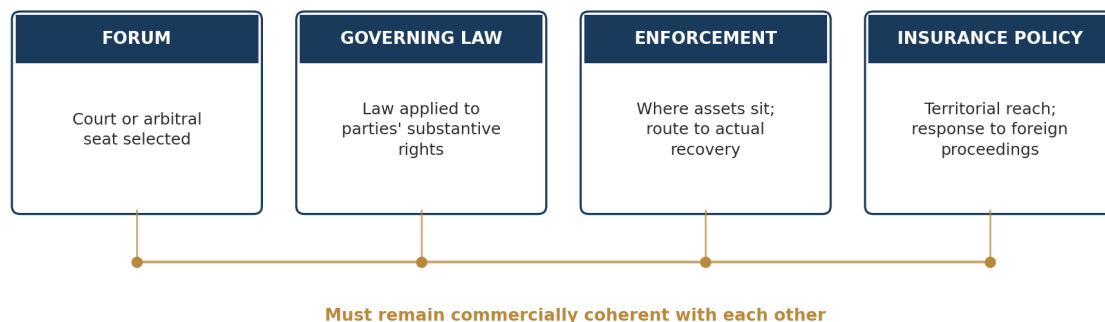 FORUM
Court or arbitral
seat selected
GOVERNING LAW
Law applied to
parties' substantive
rights
ENFORCEMENT
Where assets sit;
route to actual
recovery
INSURANCE POLICY
Territorial reach;
response to foreign
proceedings
Must remain commercially coherent with each other